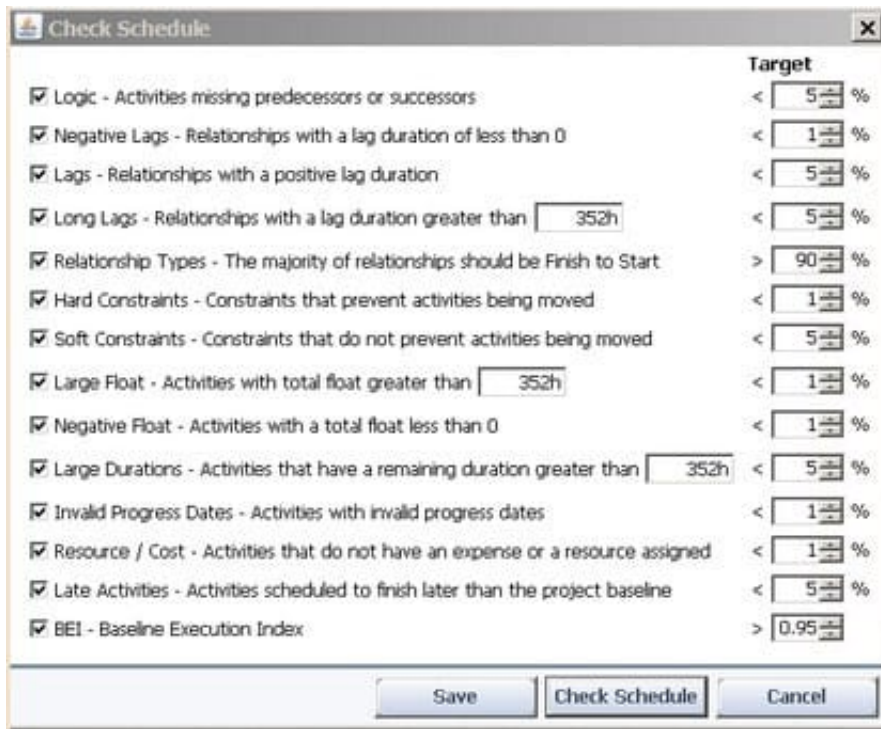 Check Schedule
Target
Logic - Activities missing predecessors or successors < 5 %
Negative Lags - Relationships with a lag duration of less than 0 < 1 %
Lags - Relationships with a positive lag duration < 5 %
Long Lags - Relationships with a lag duration greater than 352h < 5 %
Relationship Types - The majority of relationships should be Finish to Start > 90 %
Hard Constraints - Constraints that prevent activities being moved < 1 %
Soft Constraints - Constraints that do not prevent activities being moved < 5 %
Large Float - Activities with total float greater than 352h < 1 %
Negative Float - Activities with a total float less than 0 < 1 %
Large Durations - Activities that have a remaining duration greater than 352h < 5 %
Invalid Progress Dates - Activities with invalid progress dates < 1 %
Resource / Cost - Activities that do not have an expense or a resource assigned < 1 %
Late Activities - Activities scheduled to finish later than the project baseline < 5 %
BEI - Baseline Execution Index > 0.95
Save Check Schedule Cancel